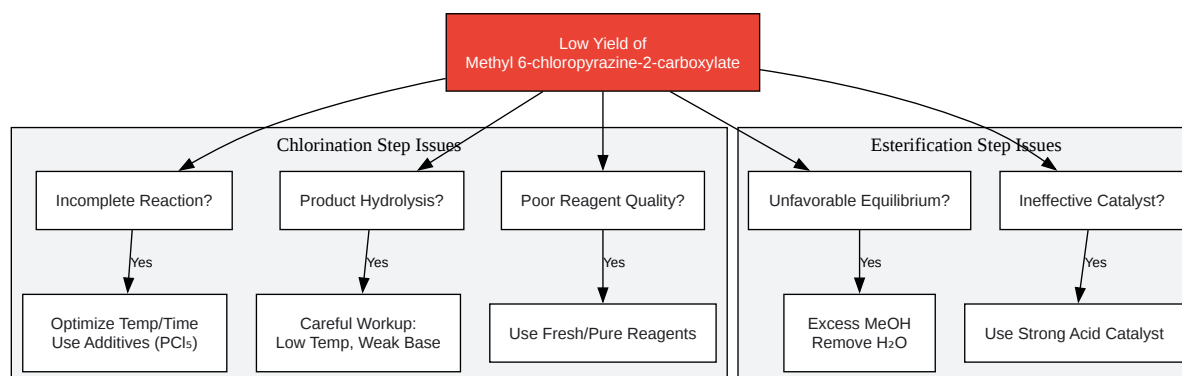 Low Yield of
Methyl 6-chloropyrazine-2-carboxylate
Chlorination Step Issues
Esterification Step Issues
Incomplete Reaction?
Product Hydrolysis?
Poor Reagent Quality?
Unfavorable Equilibrium?
Ineffective Catalyst?
Yes
Yes
Yes
Yes
Yes
Optimize Temp/Time
Use Additives (PCl₅)
Careful Workup:
Low Temp, Weak Base
Use Fresh/Pure Reagents
Excess MeOH
Remove H₂O
Use Strong Acid Catalyst